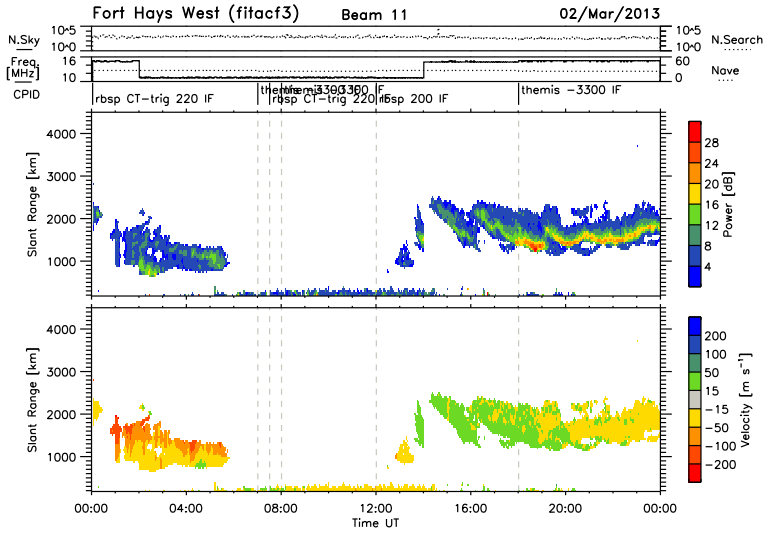 Fort Hays West (fitacf3) Beam 11 02/Mar/2013
N.Sky 10^5 10^0 10^5 10^0 N.Search
Freq. [MHz] 16 10 60 0 Nave
CPID
rbsp CT-trig 220 IF themis -3300 IF rbsp CT-trig 220 IF rbsp 200 IF themis -3300 IF
4000
3000
2000
1000
Slant Range [km]
28
24
20
16
12
8
4
Power [dB]
4000
3000
2000
1000
Slant Range [km]
200
100
50
15
-15
-50
-100
-200
Velocity [m s⁻¹]
00:00 04:00 08:00 12:00 16:00 20:00 00:00
Time UT